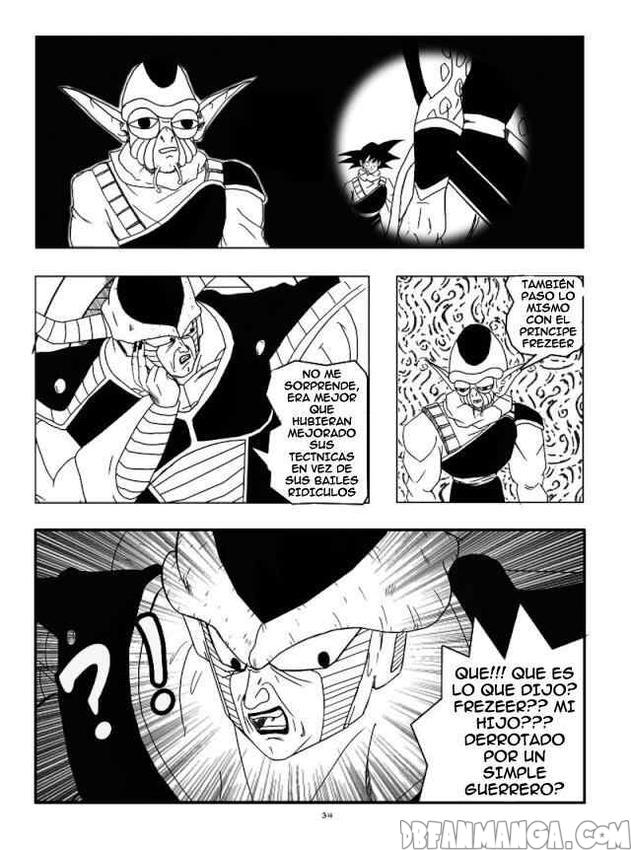 NO ME
SORPRENDE,
ERA MEJOR
QUE
HUBIERAN
MEJORADO
SUS
TECTNICAS
EN VEZ DE
SUS BAILES
RIDICULOS
TAMBIÉN
PASO LO
MISMO
CON EL
PRINCIPE
FREZEER
?!
QUE!!! QUE ES
LO QUE DIJO?
FREZEER?? MI
HIJO???
DERROTADO
POR UN
SIMPLE
GUERRERO?
34
DBFANMANGA.COM